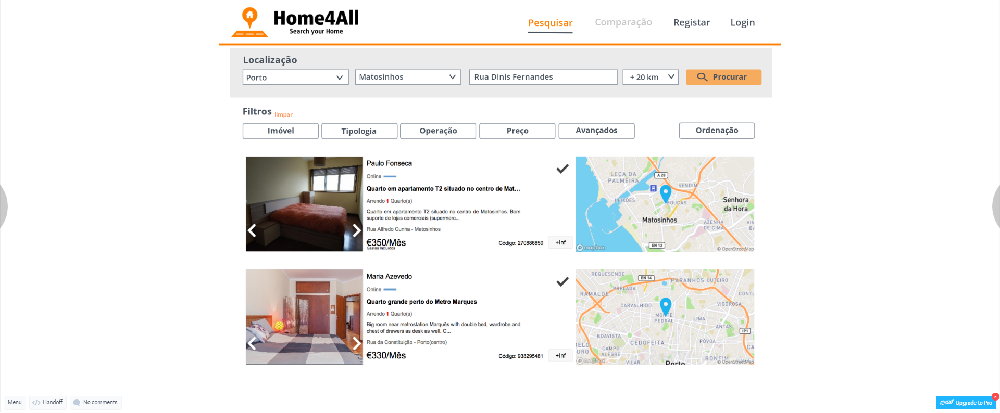 Home4All
Search your Home
Pesquisar
Comparação
Registar
Login
Localização
Porto
Matosinhos
Rua Dinis Fernandes
+ 20 km
Procurar
Filtros limpar
Imóvel
Tipologia
Operação
Preço
Avançados
Ordenação
Paulo Fonseca
Online
Quarto em apartamento T2 situado no centro de Mat...
Arrendo 1 Quarto(s)
Quarto em apartamento T2 situado no centro de Matosinhos. Bom
suporte de lojas comerciais (supermerc...
Rua Alfredo Cunha - Matosinhos
€350/Mês
Gastos Incluídos
Código: 270886850
+Inf
LEÇA DA
PALMEIRA
A 28
SENDIM
LEIXÕES
BOUÇAS
Senhora
da Hora
Matosinhos
AZENHA
DE CIMA
VIS
BA
EN 12
mapbox
© OpenStreetMap
Maria Azevedo
Online
Quarto grande perto do Metro Marques
Arrendo 1 Quarto(s)
Big room near metrostation Marquês with double bed, wardrobe and
chest of drawers as desk as well. C...
Rua da Constituição - Porto(centro)
€330/Mês
Código: 938295481
+Inf
REQUESENDE
EN 14
PARANHOS
OUTEIRO
PRELADA
RAMALDE
CONTU
CARVALHIDO
VIGOROSA
MONTE
PEDRAL
LIMA
ANTAS
IP1
BOAVISTA
CEDOFEITA
PÓVOA
DELO
OURO
CAMPO
ALEGRE
CA
VILAR
BONFIM
Porto
mapbox
© OpenStreetMap
Menu
Handoff
No comments
Marvel Upgrade to Pro